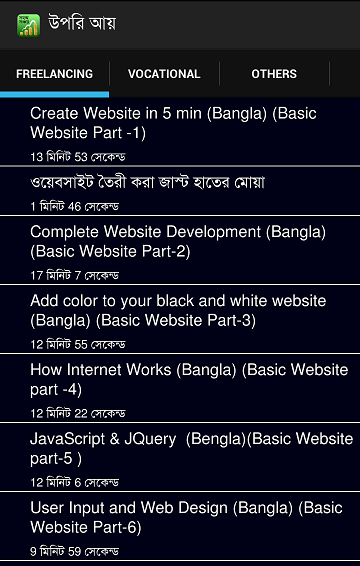 উপরি আয়
FREELANCING VOCATIONAL OTHERS
Create Website in 5 min (Bangla) (Basic
Website Part -1)
13 মিনিট 53 সেকেন্ড
ওয়েবসাইট তৈরী করা জাস্ট হাতের মোয়া
1 মিনিট 46 সেকেন্ড
Complete Website Development (Bangla)
(Basic Website Part-2)
17 মিনিট 7 সেকেন্ড
Add color to your black and white website
(Bangla) (Basic Website Part-3)
12 মিনিট 55 সেকেন্ড
How Internet Works (Bangla) (Basic Website
part -4)
12 মিনিট 22 সেকেন্ড
JavaScript & JQuery  (Bengla)(Basic Website
part-5 )
12 মিনিট 6 সেকেন্ড
User Input and Web Design (Bangla) (Basic
Website Part-6)
9 মিনিট 59 সেকেন্ড